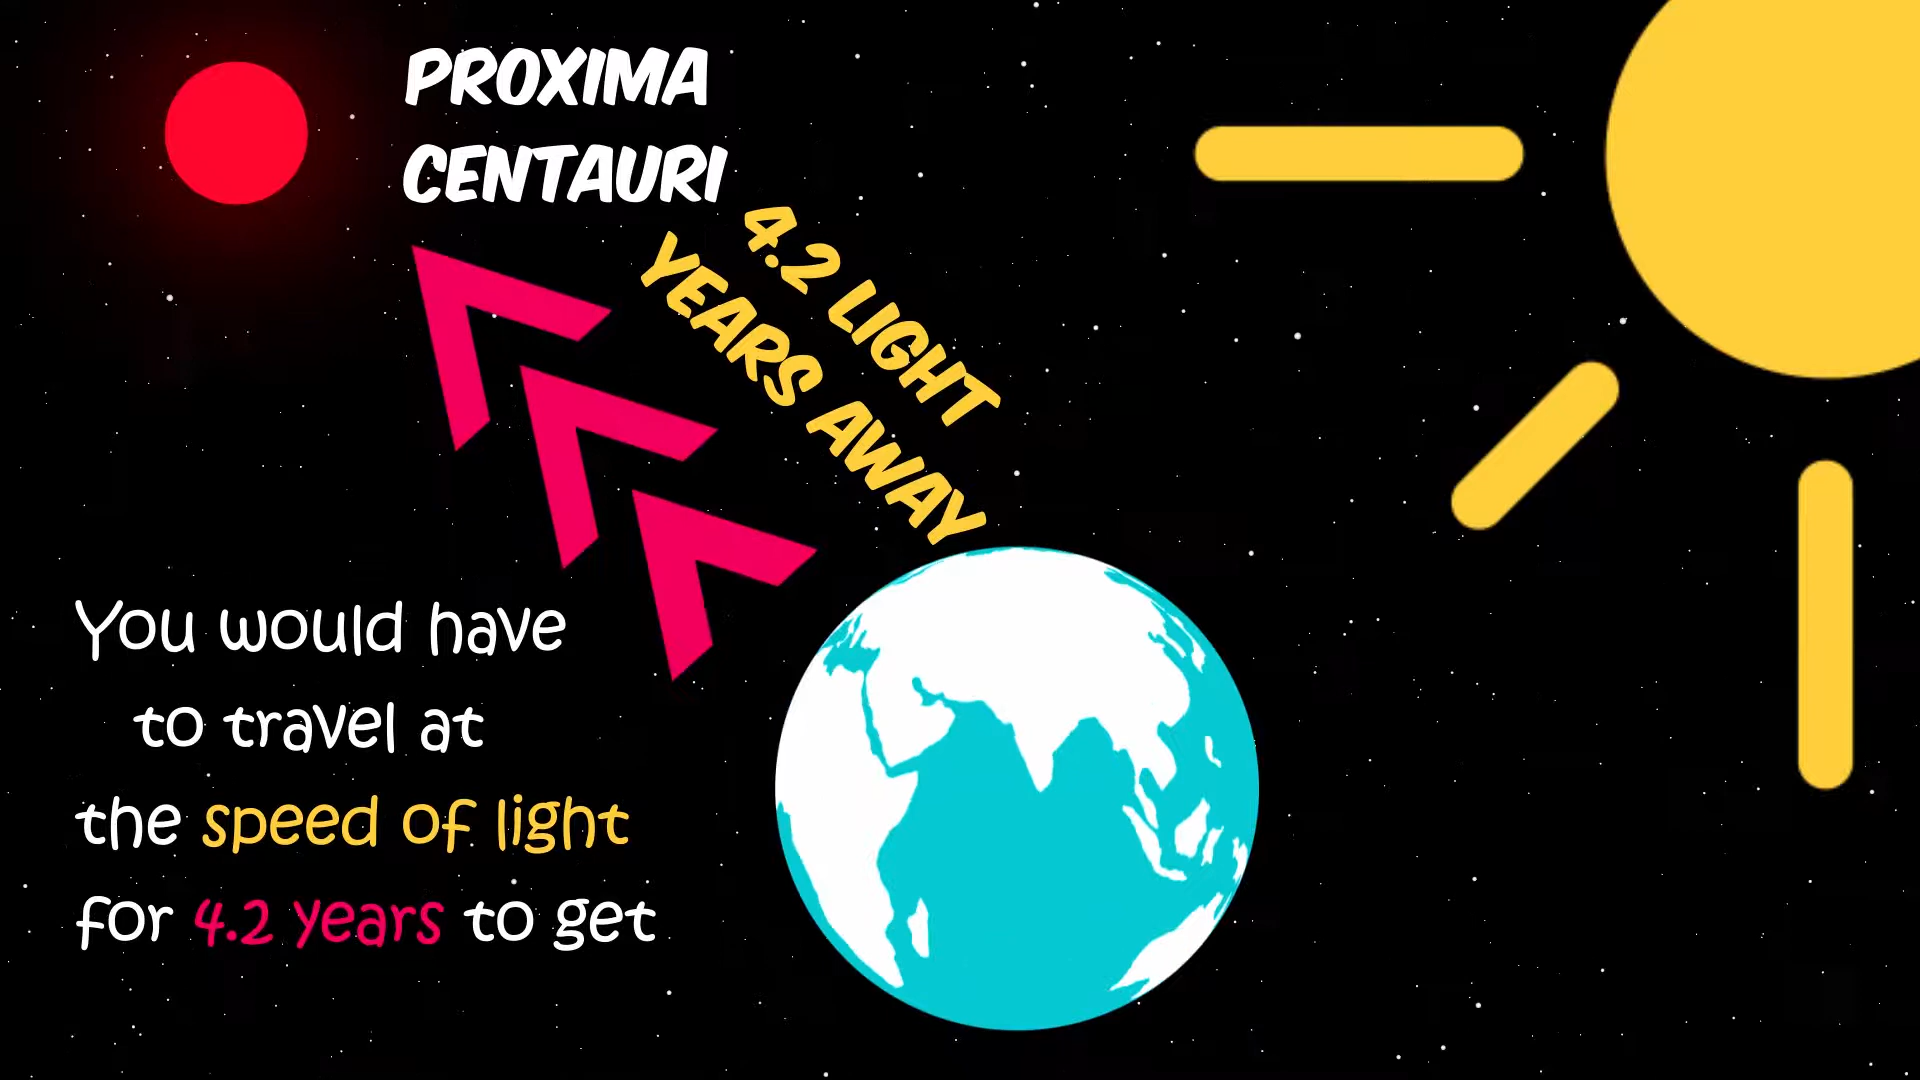 PROXIMA
CENTAURI
4.2 LIGHT
YEARS AWAY
You would have
to travel at
the speed of light
for 4.2 years to get